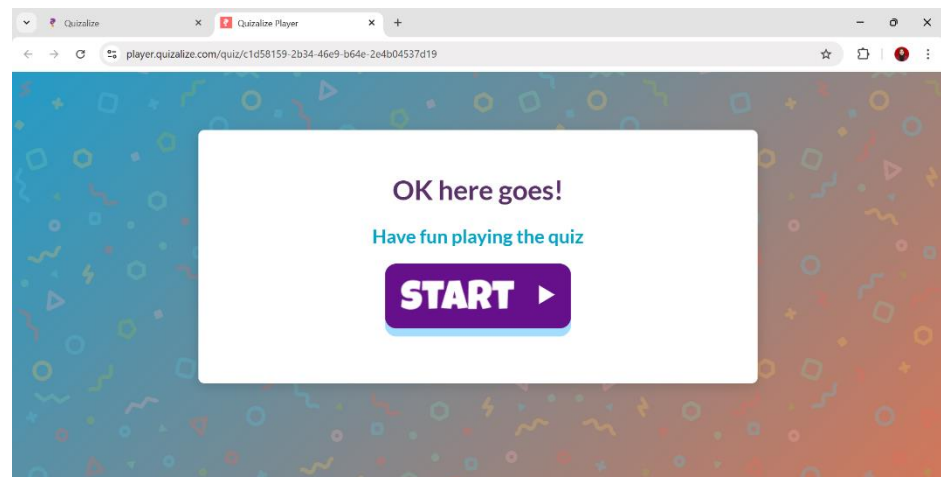 Quizalize
Quizalize Player
player.quizalize.com/quiz/c1d58159-2b34-46e9-b64e-2e4b04537d19
OK here goes!
Have fun playing the quiz
START